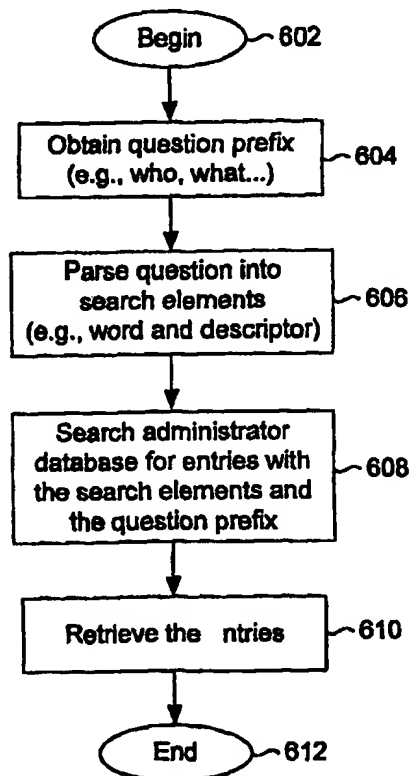 Begin
602
Obtain question prefix
(e.g., who, what...)
604
Parse question into
search elements
(e.g., word and descriptor)
606
Search administrator
database for entries with
the search elements and
the question prefix
608
Retrieve the ntries
610
End
612